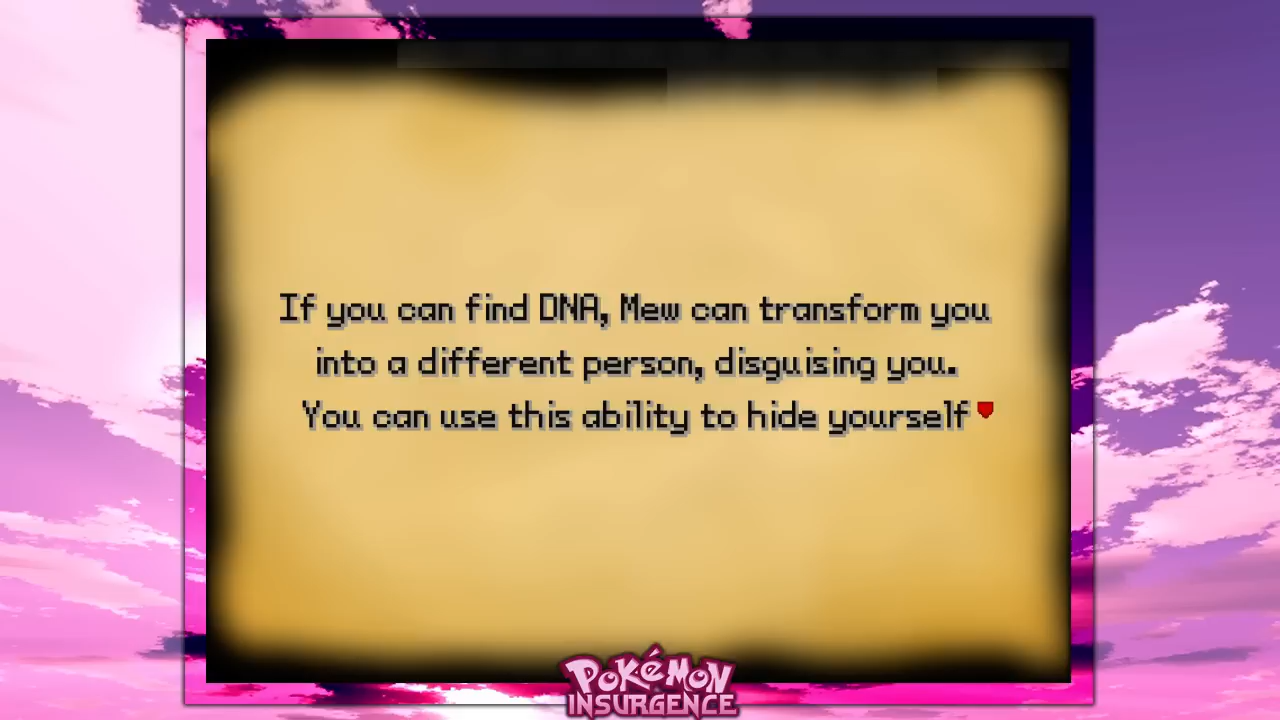 If you can find DNA, Mew can transform you
into a different person, disguising you.
You can use this ability to hide yourself
POKéMON
INSURGENCE